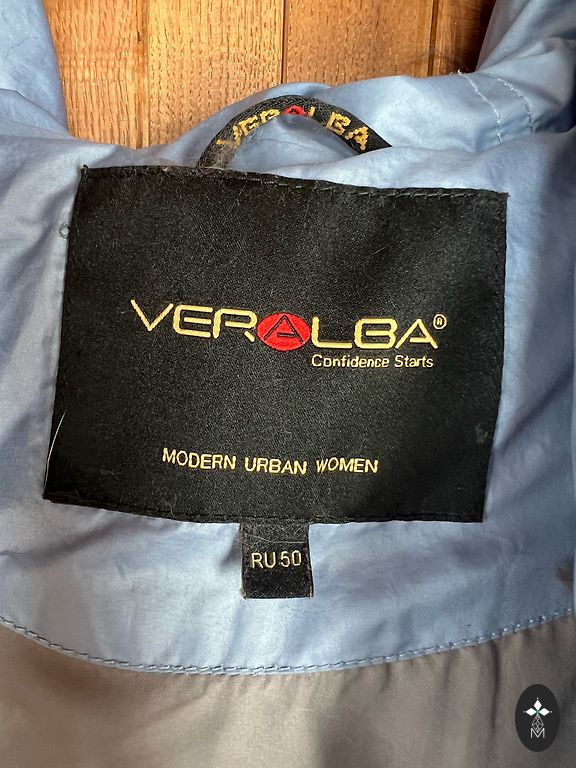 VERALBA
VERALBA®
Confidence Starts
MODERN URBAN WOMEN
RU 50
M